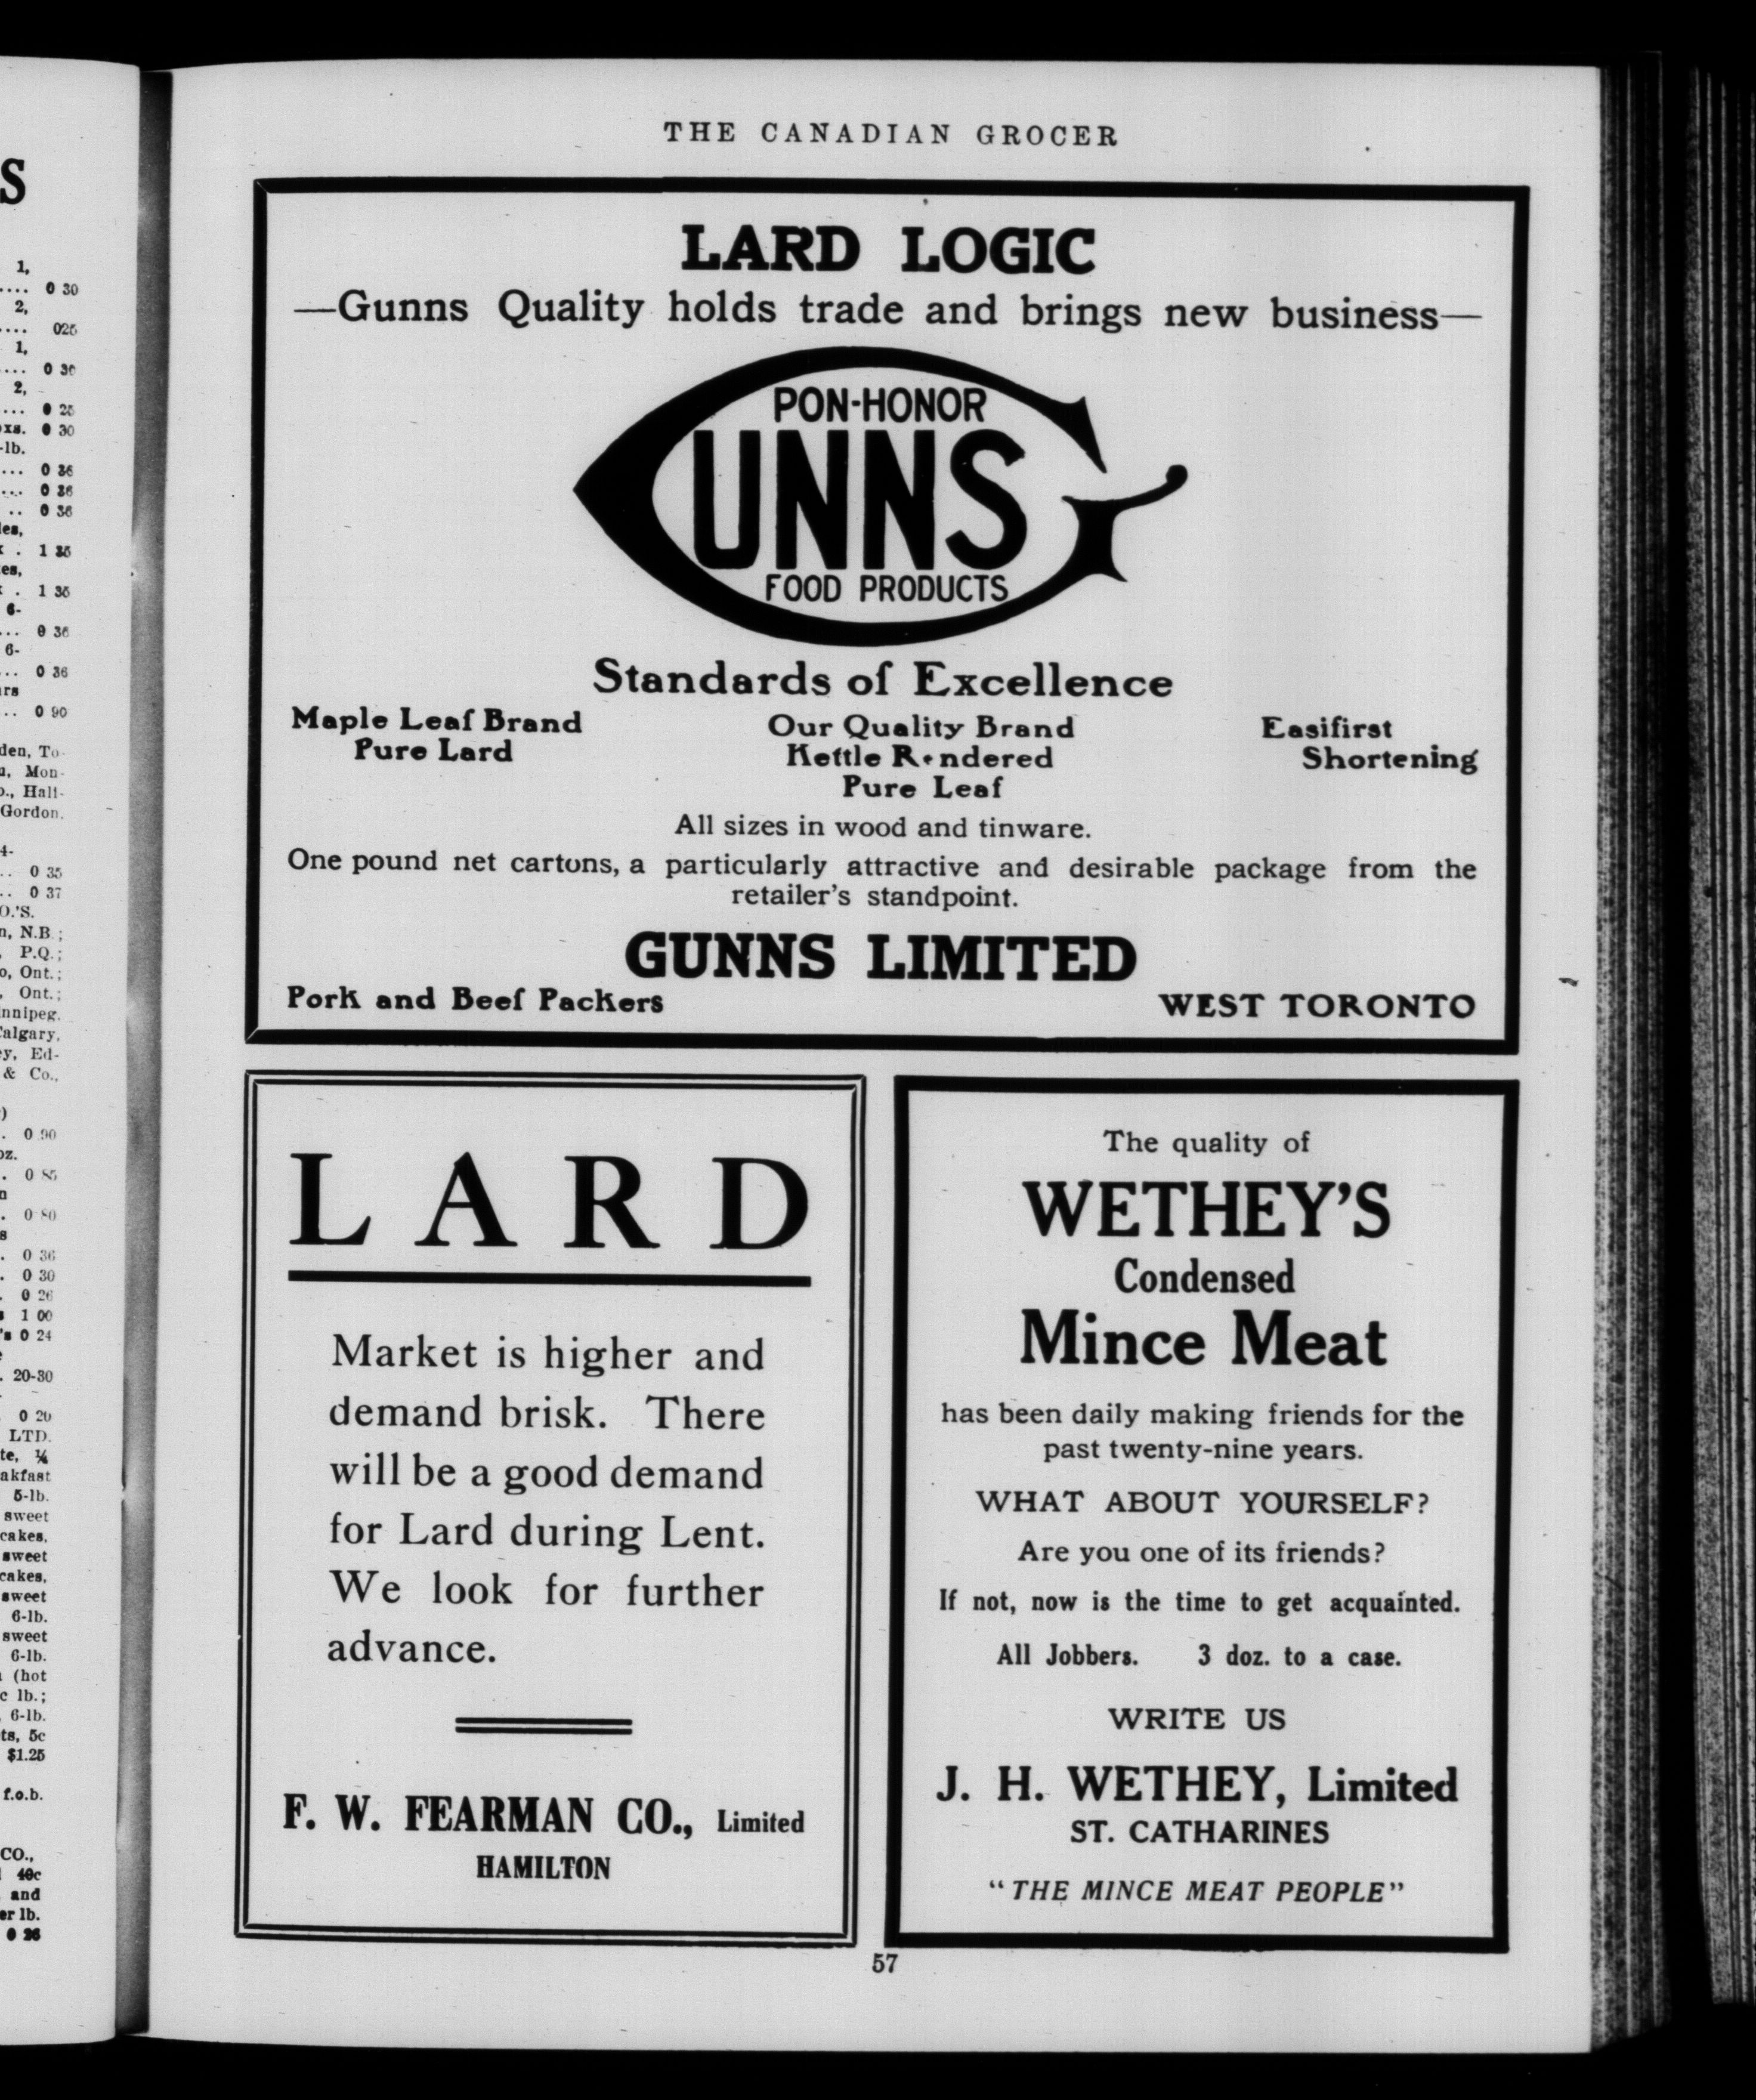 THE CANADIAN GROCER
LARD LOGIC
—Gunns Quality holds trade and brings new business—
PON-HONOR
GUNNS
FOOD PRODUCTS
Standards of Excellence
Maple Leaf Brand
Pure Lard
Our Quality Brand
Kettle Rendered
Pure Leaf
Easifirst
Shortening
All sizes in wood and tinware.
One pound net cartons, a particularly attractive and desirable package from the
retailer's standpoint.
GUNNS LIMITED
Pork and Beef Packers
WEST TORONTO
LARD
Market is higher and
demand brisk. There
will be a good demand
for Lard during Lent.
We look for further
advance.
F. W. FEARMAN CO., Limited
HAMILTON
The quality of
WETHEY'S
Condensed
Mince Meat
has been daily making friends for the
past twenty-nine years.
WHAT ABOUT YOURSELF?
Are you one of its friends?
If not, now is the time to get acquainted.
All Jobbers. 3 doz. to a case.
WRITE US
J. H. WETHEY, Limited
ST. CATHARINES
"THE MINCE MEAT PEOPLE"
57